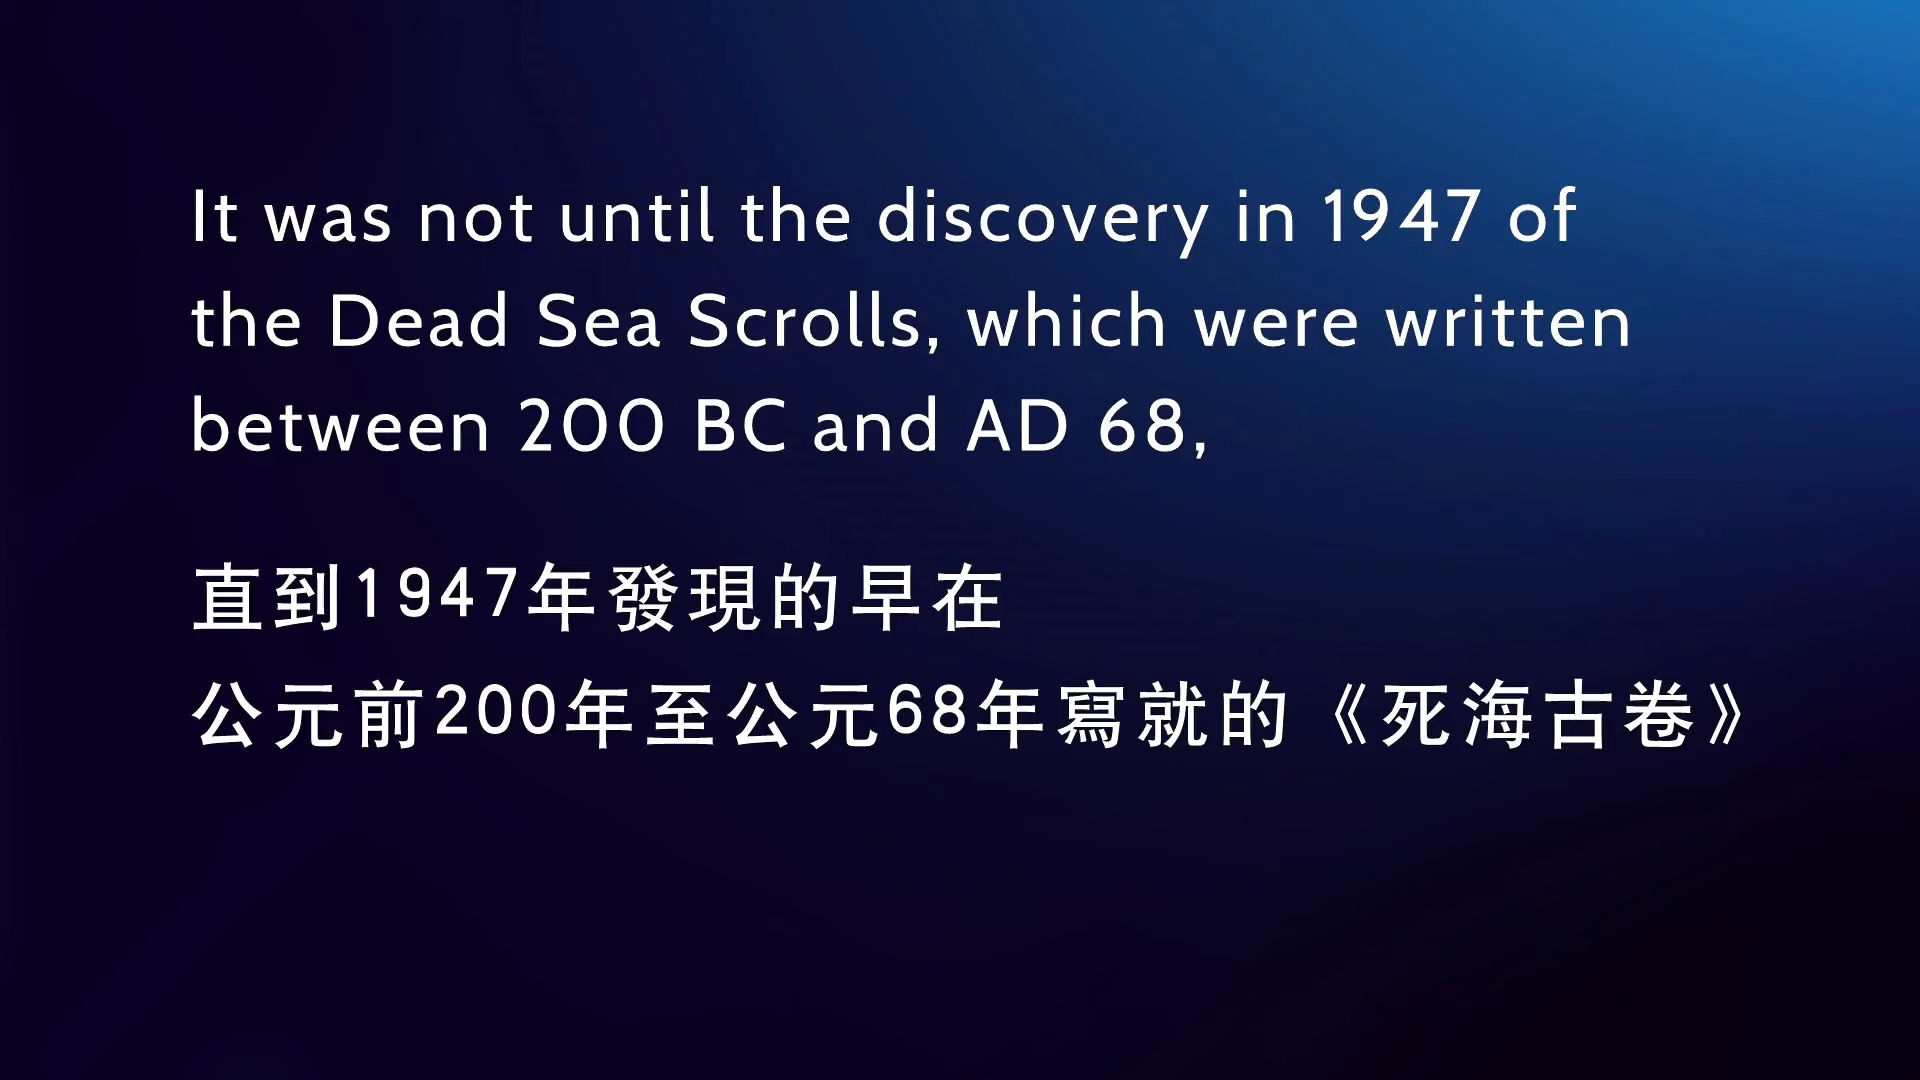 It was not until the discovery in 1947 of
the Dead Sea Scrolls, which were written
between 200 BC and AD 68,
直到1947年發現的早在
公元前200年至公元68年寫就的《死海古卷》